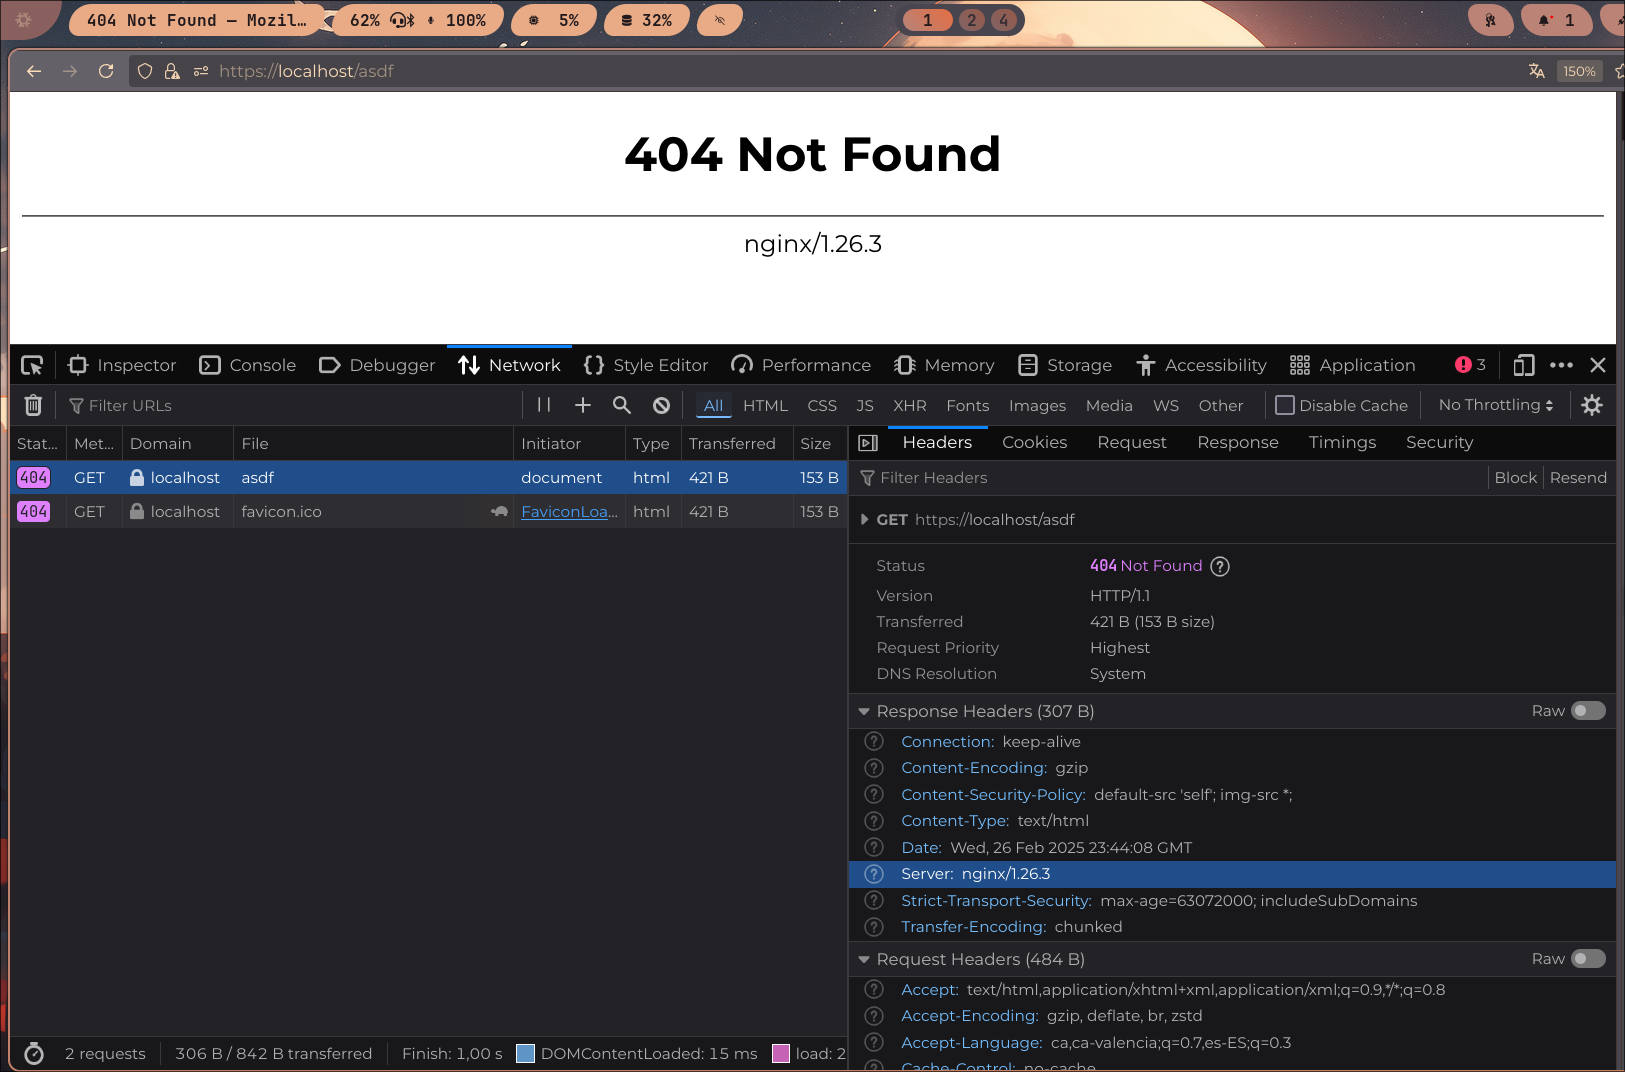 404 Not Found — Mozil…
62% 100%
5%
32%
1 2 4
1
https://localhost/asdf
150%
404 Not Found
nginx/1.26.3
Inspector Console Debugger Network Style Editor Performance Memory Storage Accessibility Application 3
Filter URLs
All HTML CSS JS XHR Fonts Images Media WS Other Disable Cache No Throttling
Stat… Met… Domain File Initiator Type Transferred Size
404 GET localhost asdf document html 421 B 153 B
404 GET localhost favicon.ico FaviconLoa… html 421 B 153 B
Headers Cookies Request Response Timings Security
Filter Headers Block Resend
GET https://localhost/asdf
Status 404 Not Found
Version HTTP/1.1
Transferred 421 B (153 B size)
Request Priority Highest
DNS Resolution System
Response Headers (307 B) Raw
Connection: keep-alive
Content-Encoding: gzip
Content-Security-Policy: default-src 'self'; img-src *;
Content-Type: text/html
Date: Wed, 26 Feb 2025 23:44:08 GMT
Server: nginx/1.26.3
Strict-Transport-Security: max-age=63072000; includeSubDomains
Transfer-Encoding: chunked
Request Headers (484 B) Raw
Accept: text/html,application/xhtml+xml,application/xml;q=0.9,*/*;q=0.8
Accept-Encoding: gzip, deflate, br, zstd
Accept-Language: ca,ca-valencia;q=0.7,es-ES;q=0.3
Cache-Control: no-cache
2 requests 306 B / 842 B transferred Finish: 1,00 s DOMContentLoaded: 15 ms load: 2